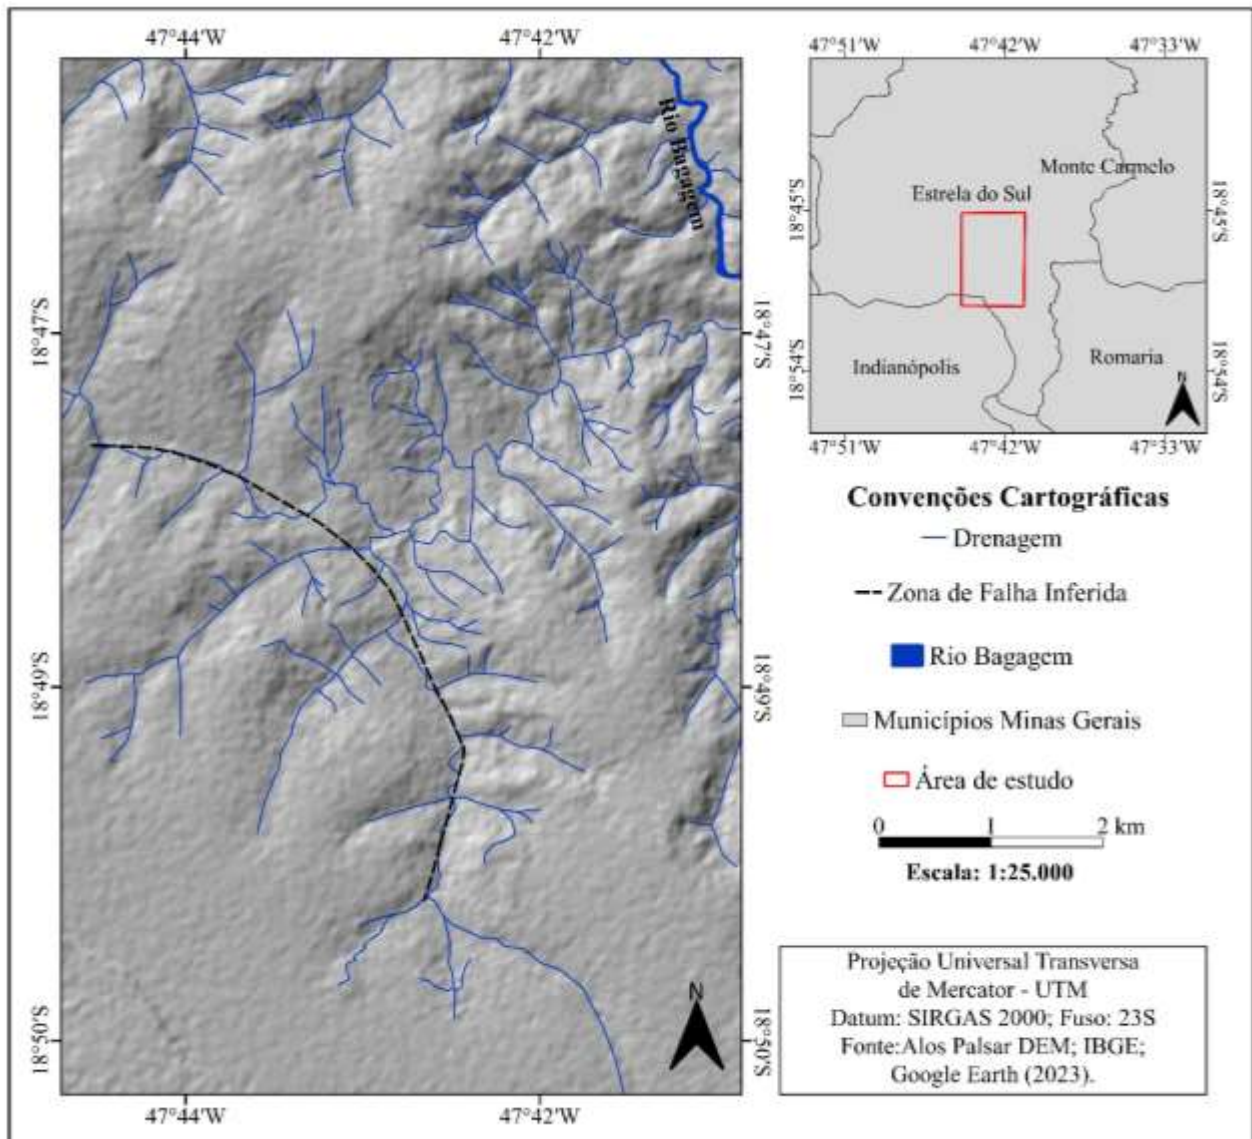 47°44'W
47°42'W
47°51'W
47°42'W
47°33'W
Rio Bagagem
Monte Carmelo
Estrela do Sul
18°45'S
18°45'S
18°47'S
18°47'S
Indianópolis
Romaria
N
18°54'S
18°54'S
47°51'W
47°42'W
47°33'W
Convenções Cartográficas
Drenagem
Zona de Falha Inferida
Rio Bagagem
Municípios Minas Gerais
Área de estudo
18°49'S
18°49'S
0 1 2 km
Escala: 1:25.000
N
18°50'S
18°50'S
47°44'W
47°42'W
Projeção Universal Transversa
de Mercator - UTM
Datum: SIRGAS 2000; Fuso: 23S
Fonte:Alos Palsar DEM; IBGE;
Google Earth (2023).